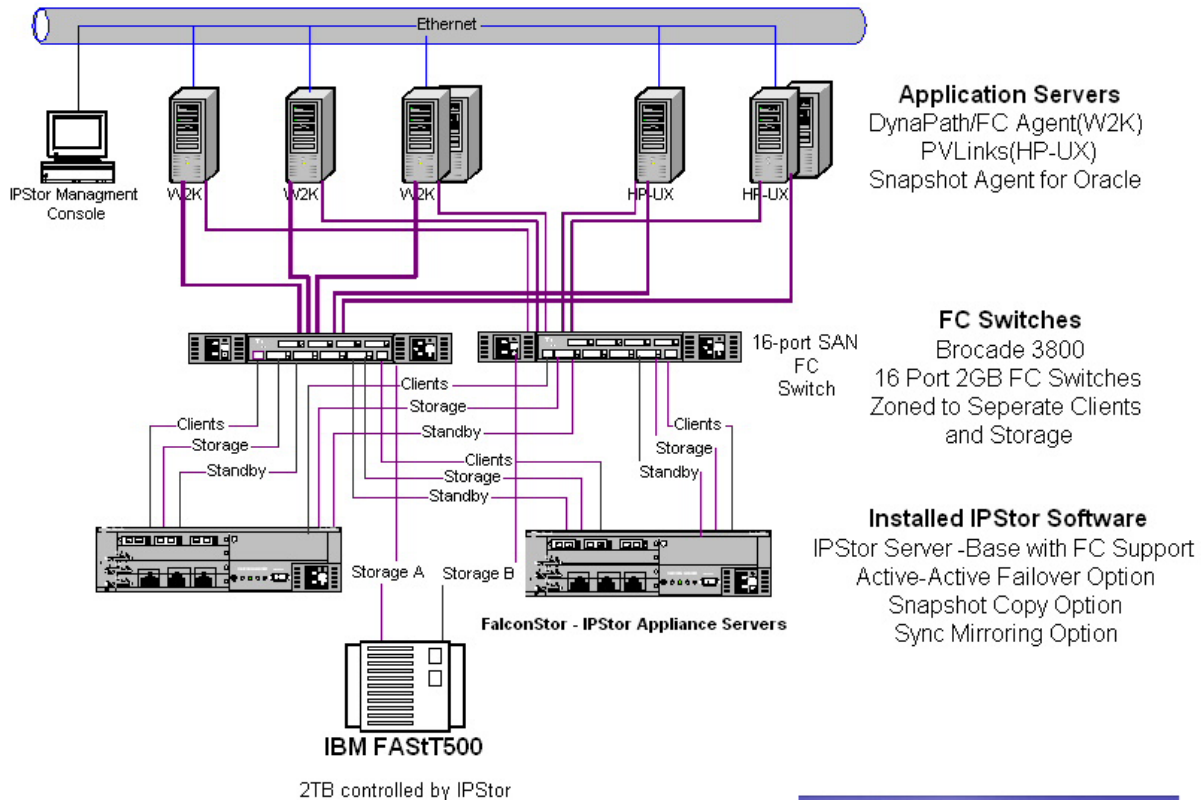 Ethernet
IPStor Managment
Console
W2K
W2K
W2K
HP-UX
HP-UX
Application Servers
DynaPath/FC Agent(W2K)
PVLinks(HP-UX)
Snapshot Agent for Oracle
16-port SAN
FC
Switch
FC Switches
Brocade 3800
16 Port 2GB FC Switches
Zoned to Seperate Clients
and Storage
Clients
Storage
Standby
Clients
Storage
Standby
Clients
Storage
Standby
Clients
Storage
Standby
Storage A
Storage B
FalconStor - IPStor Appliance Servers
Installed IPStor Software
IPStor Server -Base with FC Support
Active-Active Failover Option
Snapshot Copy Option
Sync Mirroring Option
IBM FAStT500
2TB controlled by IPStor